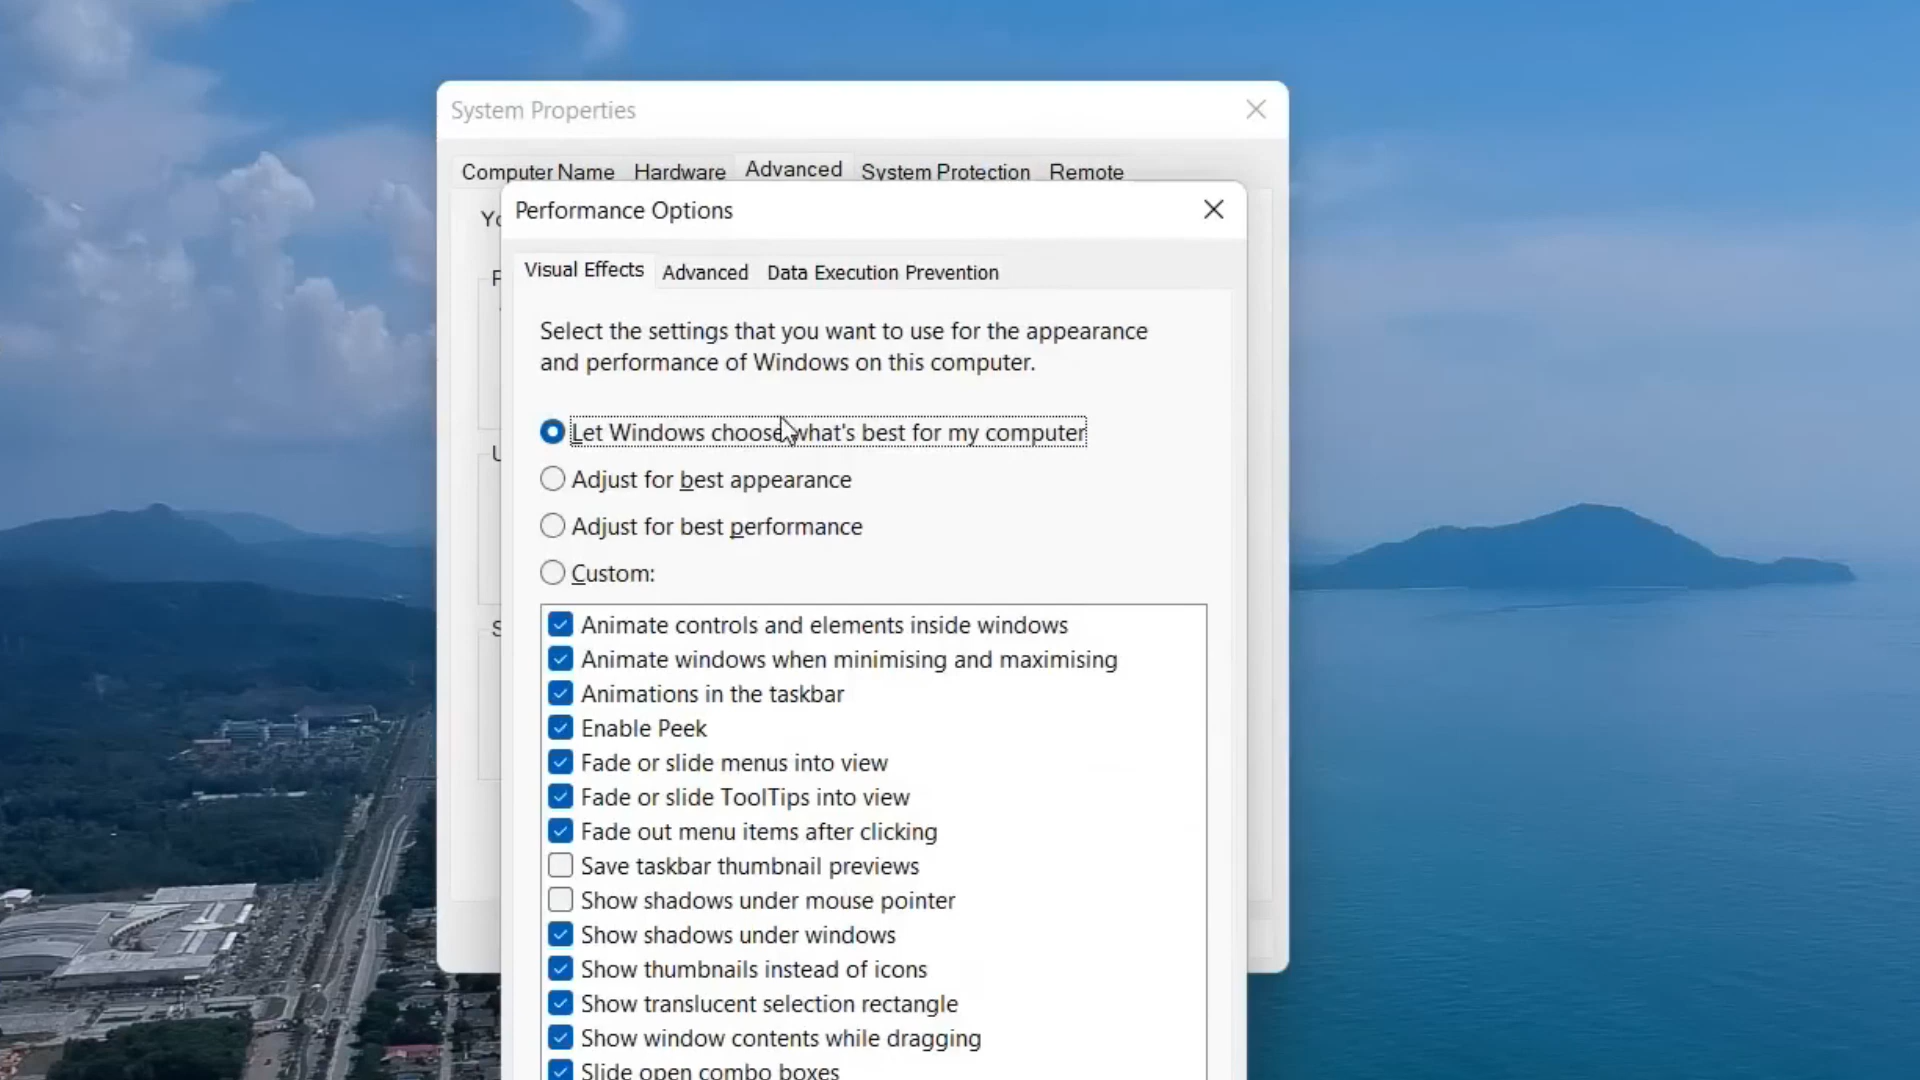 System Properties
Computer Name Hardware Advanced System Protection Remote
Performance Options
Visual Effects Advanced Data Execution Prevention
Select the settings that you want to use for the appearance
and performance of Windows on this computer.
Let Windows choose what's best for my computer
Adjust for best appearance
Adjust for best performance
Custom:
Animate controls and elements inside windows
Animate windows when minimising and maximising
Animations in the taskbar
Enable Peek
Fade or slide menus into view
Fade or slide ToolTips into view
Fade out menu items after clicking
Save taskbar thumbnail previews
Show shadows under mouse pointer
Show shadows under windows
Show thumbnails instead of icons
Show translucent selection rectangle
Show window contents while dragging
Slide open combo boxes